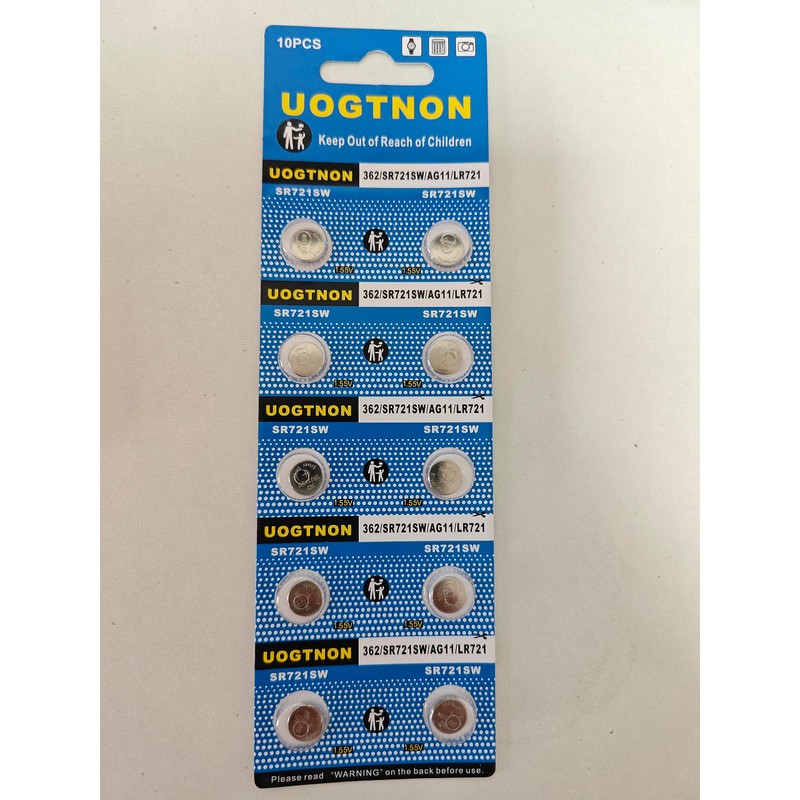 10PCS
UOGTNON
Keep Out of Reach of Children
UOGTNON 362/SR721SW/AG11/LR721
SR721SW SR721SW
1.55V 1.55V
UOGTNON 362/SR721SW/AG11/LR721
SR721SW SR721SW
1.55V 1.55V
UOGTNON 362/SR721SW/AG11/LR721
SR721SW SR721SW
1.55V 1.55V
UOGTNON 362/SR721SW/AG11/LR721
SR721SW SR721SW
1.55V 1.55V
UOGTNON 362/SR721SW/AG11/LR721
SR721SW SR721SW
1.55V 1.55V
Please read "WARNING" on the back before use.